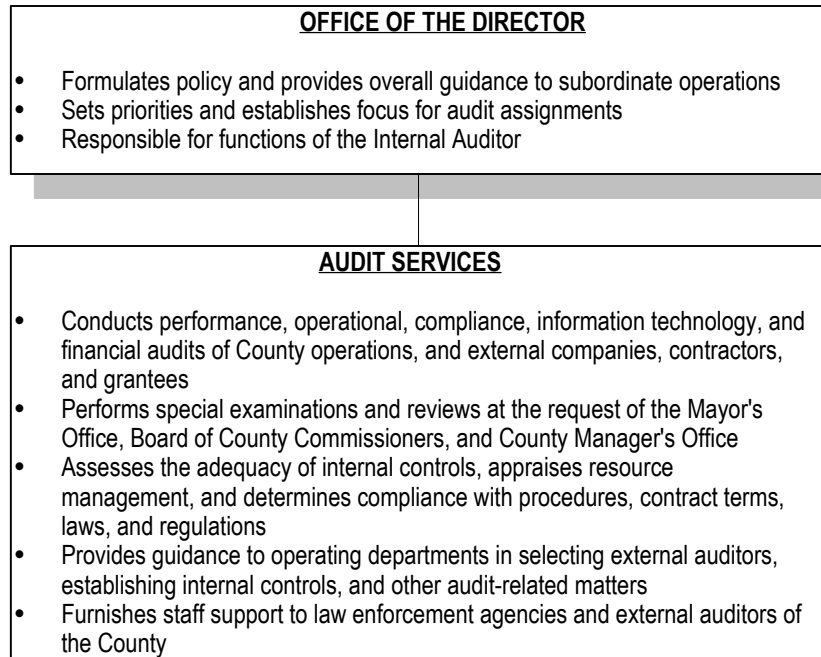 OFFICE OF THE DIRECTOR
• Formulates policy and provides overall guidance to subordinate operations
• Sets priorities and establishes focus for audit assignments
• Responsible for functions of the Internal Auditor
AUDIT SERVICES
• Conducts performance, operational, compliance, information technology, and
financial audits of County operations, and external companies, contractors,
and grantees
• Performs special examinations and reviews at the request of the Mayor's
Office, Board of County Commissioners, and County Manager's Office
• Assesses the adequacy of internal controls, appraises resource
management, and determines compliance with procedures, contract terms,
laws, and regulations
• Provides guidance to operating departments in selecting external auditors,
establishing internal controls, and other audit-related matters
• Furnishes staff support to law enforcement agencies and external auditors of
the County